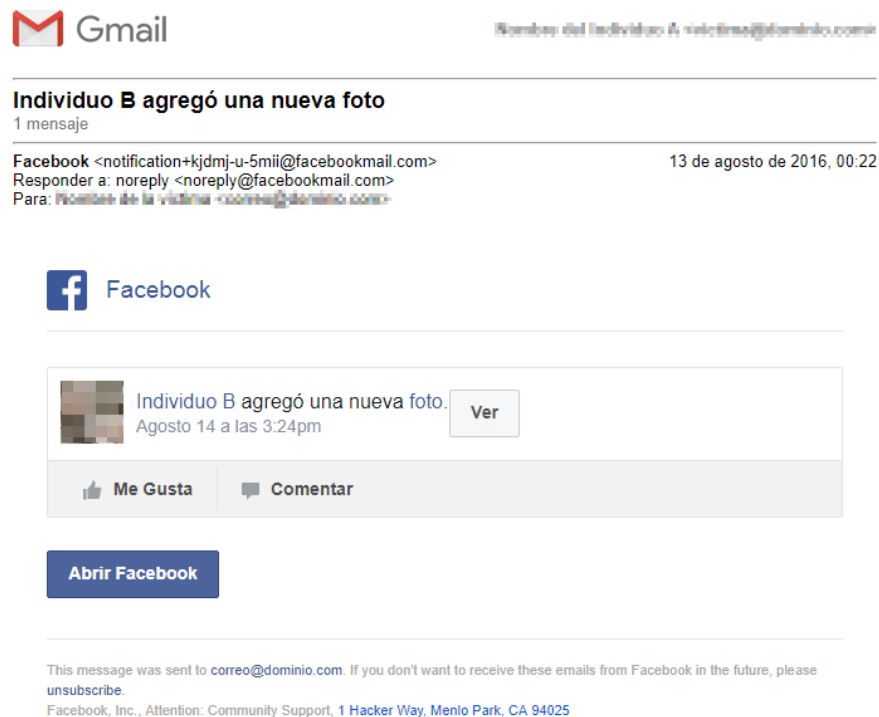 Gmail
Individuo B agregó una nueva foto
1 mensaje
Facebook <notification+kjdmj-u-5mii@facebookmail.com> 13 de agosto de 2016, 00:22
Responder a: noreply <noreply@facebookmail.com>
Para:
Facebook
Individuo B agregó una nueva foto. Ver
Agosto 14 a las 3:24pm
Me Gusta Comentar
Abrir Facebook
This message was sent to correo@dominio.com. If you don't want to receive these emails from Facebook in the future, please
unsubscribe.
Facebook, Inc., Attention: Community Support, 1 Hacker Way, Menlo Park, CA 94025